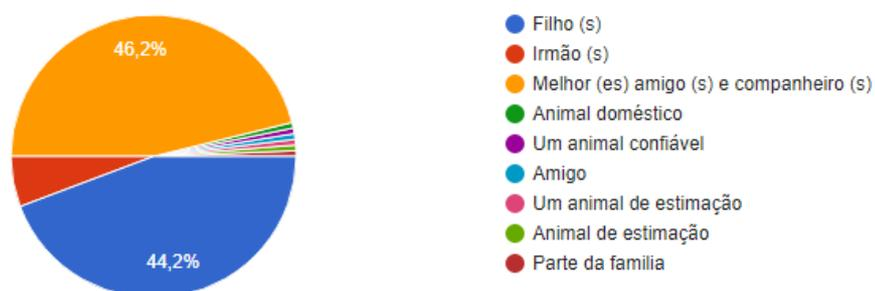 46,2%
44,2%
Filho (s)
Irmão (s)
Melhor (es) amigo (s) e companheiro (s)
Animal doméstico
Um animal confiável
Amigo
Um animal de estimação
Animal de estimação
Parte da familia